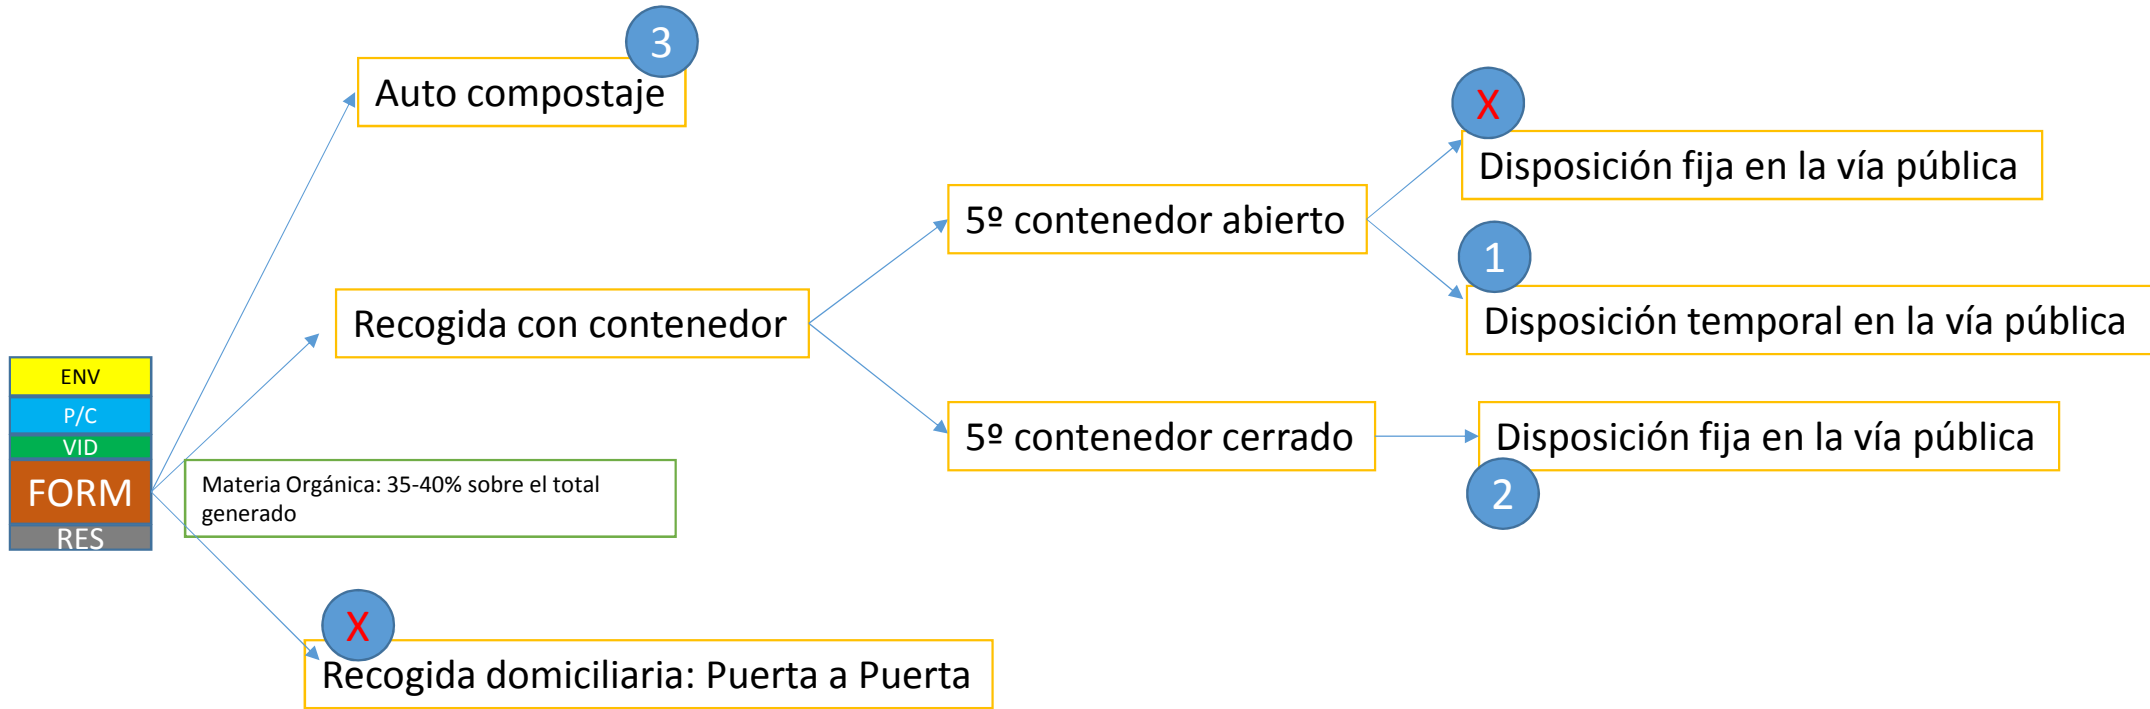 3
Auto compostaje
X
Disposición fija en la vía pública
5º contenedor abierto
1
Disposición temporal en la vía pública
Recogida con contenedor
ENV
P/C
VID
FORM
RES
5º contenedor cerrado
Disposición fija en la vía pública
2
Materia Orgánica: 35-40% sobre el total
generado
X
Recogida domiciliaria: Puerta a Puerta